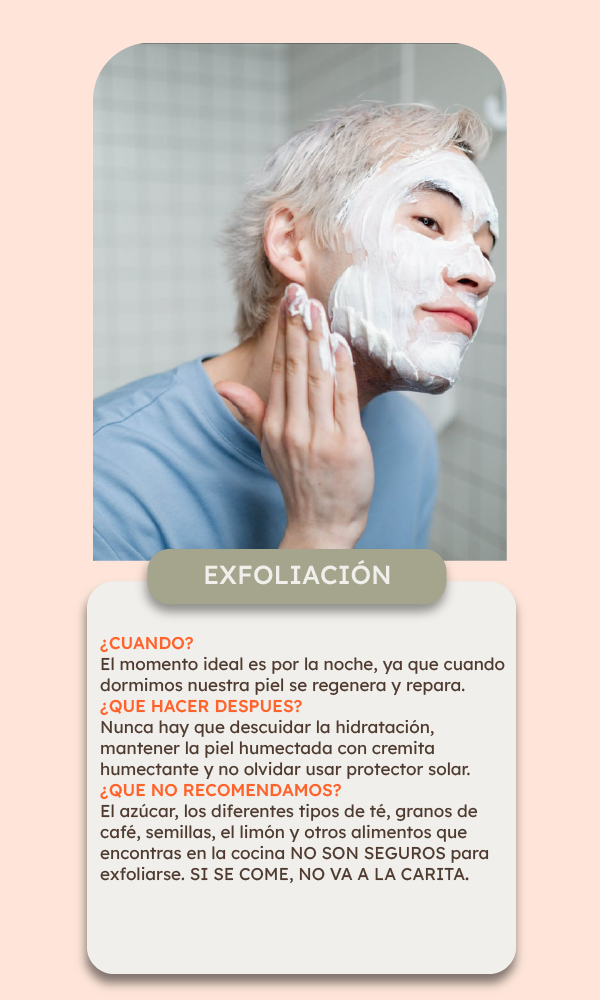 EXFOLIACIÓN
¿CUANDO?
El momento ideal es por la noche, ya que cuando
dormimos nuestra piel se regenera y repara.
¿QUE HACER DESPUES?
Nunca hay que descuidar la hidratación,
mantener la piel humectada con cremita
humectante y no olvidar usar protector solar.
¿QUE NO RECOMENDAMOS?
El azúcar, los diferentes tipos de té, granos de
café, semillas, el limón y otros alimentos que
encontras en la cocina NO SON SEGUROS para
exfoliarse. SI SE COME, NO VA A LA CARITA.